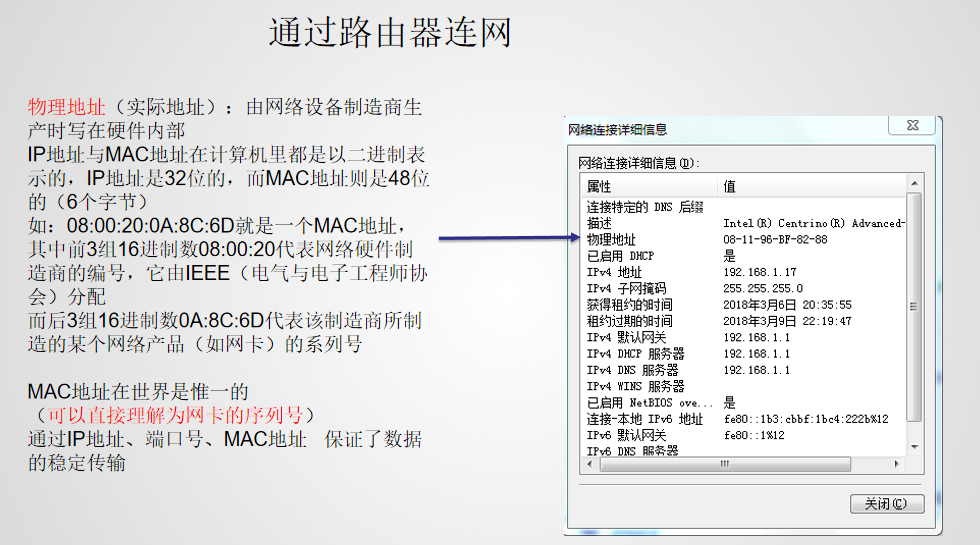 通过路由器连网
物理地址（实际地址）：由网络设备制造商生
产时写在硬件内部
IP地址与MAC地址在计算机里都是以二进制表
示的，IP地址是32位的，而MAC地址则是48位
的（6个字节）
如：08:00:20:0A:8C:6D就是一个MAC地址，
其中前3组16进制数08:00:20代表网络硬件制
造商的编号，它由IEEE（电气与电子工程师协
会）分配
而后3组16进制数0A:8C:6D代表该制造商所制
造的某个网络产品（如网卡）的系列号
MAC地址在世界是惟一的
（可以直接理解为网卡的序列号）
通过IP地址、端口号、MAC地址 保证了数据
的稳定传输
网络连接详细信息
网络连接详细信息(D):
属性 值
连接特定的 DNS 后缀
描述 Intel(R) Centrino(R) Advanced-
物理地址 08-11-96-BF-82-88
已启用 DHCP 是
IPv4 地址 192.168.1.17
IPv4 子网掩码 255.255.255.0
获得租约的时间 2018年3月6日 20:35:55
租约过期的时间 2018年3月9日 22:19:47
IPv4 默认网关 192.168.1.1
IPv4 DHCP 服务器 192.168.1.1
IPv4 DNS 服务器 192.168.1.1
IPv4 WINS 服务器
已启用 NetBIOS ove... 是
连接-本地 IPv6 地址 fe80::1b3:cbbf:1bc4:222b%12
IPv6 默认网关 fe80::1%12
IPv6 DNS 服务器
关闭(C)